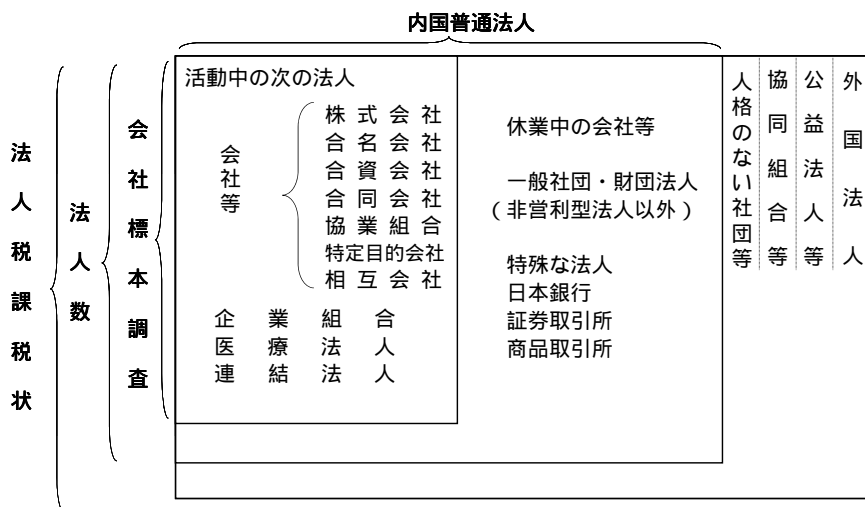 内国普通法人
法人税課税状
法人数
会社標本調査
活動中の次の法人
会社等
株式会社
合名会社
合資会社
合同会社
協業組合
特定目的会社
相互会社
企業組合
医療法人
連結法人
休業中の会社等
一般社団・財団法人
(非営利型法人以外)
特殊な法人
日本銀行
証券取引所
商品取引所
人格のない社団等
協同組合等
公益法人等
外国法人